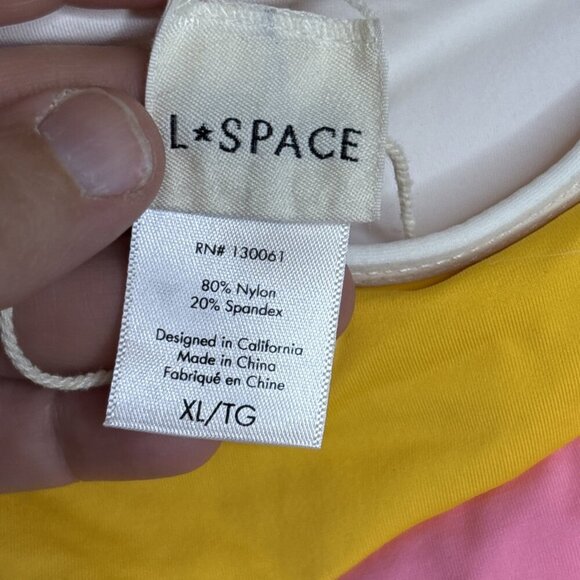 L★SPACE
RN# 130061
80% Nylon
20% Spandex
Designed in California
Made in China
Fabriqué en Chine
XL/TG